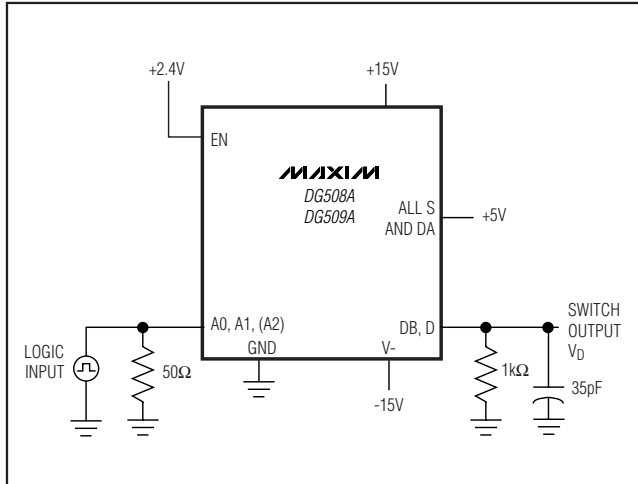 +2.4V
+15V
EN
MAXIM
DG508A
DG509A
ALL S
AND DA
+5V
A0, A1, (A2)
DB, D
SWITCH
OUTPUT
VD
LOGIC
INPUT
50Ω
GND
V-
1kΩ
35pF
-15V